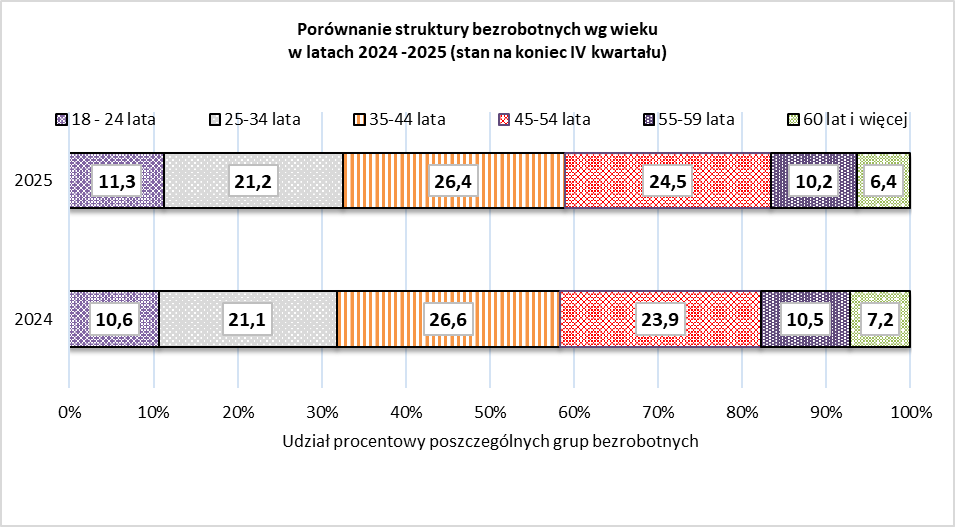 Porównanie struktury bezrobotnych wg wieku
w latach 2024 -2025 (stan na koniec IV kwartału)
18 - 24 lata 25-34 lata 35-44 lata 45-54 lata 55-59 lata 60 lat i więcej
2025 11,3 21,2 26,4 24,5 10,2 6,4
2024 10,6 21,1 26,6 23,9 10,5 7,2
0% 10% 20% 30% 40% 50% 60% 70% 80% 90% 100%
Udział procentowy poszczególnych grup bezrobotnych